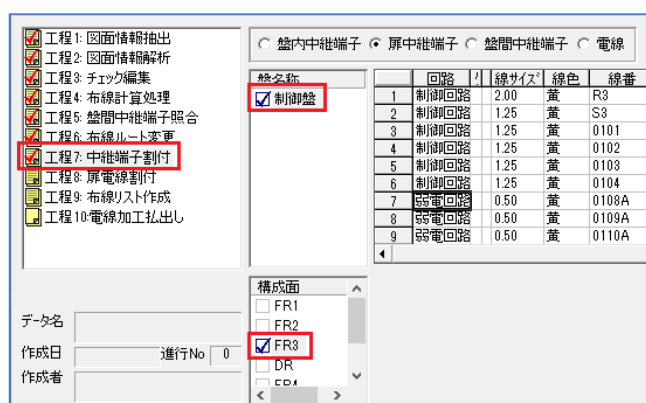 工程1: 図面情報抽出
工程2: 図面情報解析
工程3: チェック編集
工程4: 布線計算処理
工程5: 盤間中継端子照合
工程6: 布線ルート変更
工程7: 中継端子割付
工程8: 扉電線割付
工程9: 布線リスト作成
工程10:電線加工払出し
データ名
作成日 進行No 0
作成者
盤内中継端子 扉中継端子 盤間中継端子 電線
盤名称
制御盤
構成面
FR1
FR2
FR3
DR
FR4
回路 線サイズ 線色 線番
1 制御回路 2.00 黄 R3
2 制御回路 1.25 黄 S3
3 制御回路 1.25 黄 0101
4 制御回路 1.25 黄 0102
5 制御回路 1.25 黄 0103
6 制御回路 1.25 黄 0104
7 弱電回路 0.50 黄 0108A
8 弱電回路 0.50 黄 0109A
9 弱電回路 0.50 黄 0110A